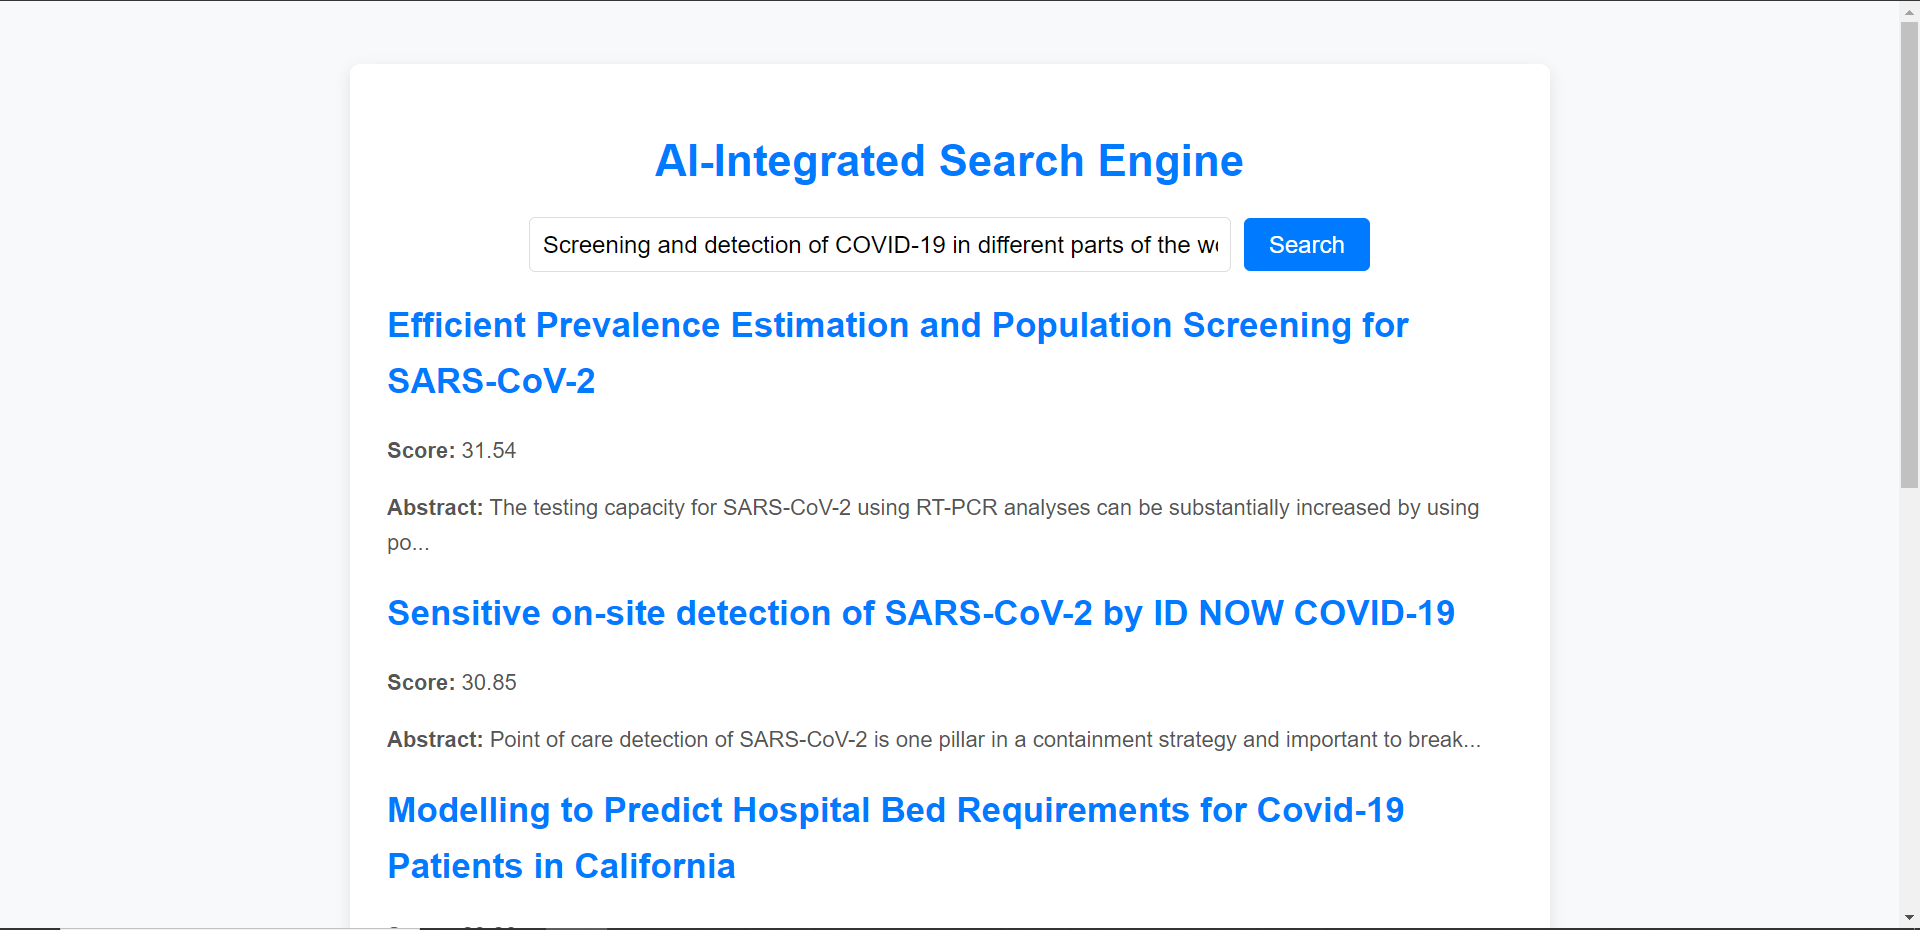 AI-Integrated Search Engine
Screening and detection of COVID-19 in different parts of the
Search
Efficient Prevalence Estimation and Population Screening for
SARS-CoV-2
Score: 31.54
Abstract: The testing capacity for SARS-CoV-2 using RT-PCR analyses can be substantially increased by using
po...
Sensitive on-site detection of SARS-CoV-2 by ID NOW COVID-19
Score: 30.85
Abstract: Point of care detection of SARS-CoV-2 is one pillar in a containment strategy and important to break...
Modelling to Predict Hospital Bed Requirements for Covid-19
Patients in California